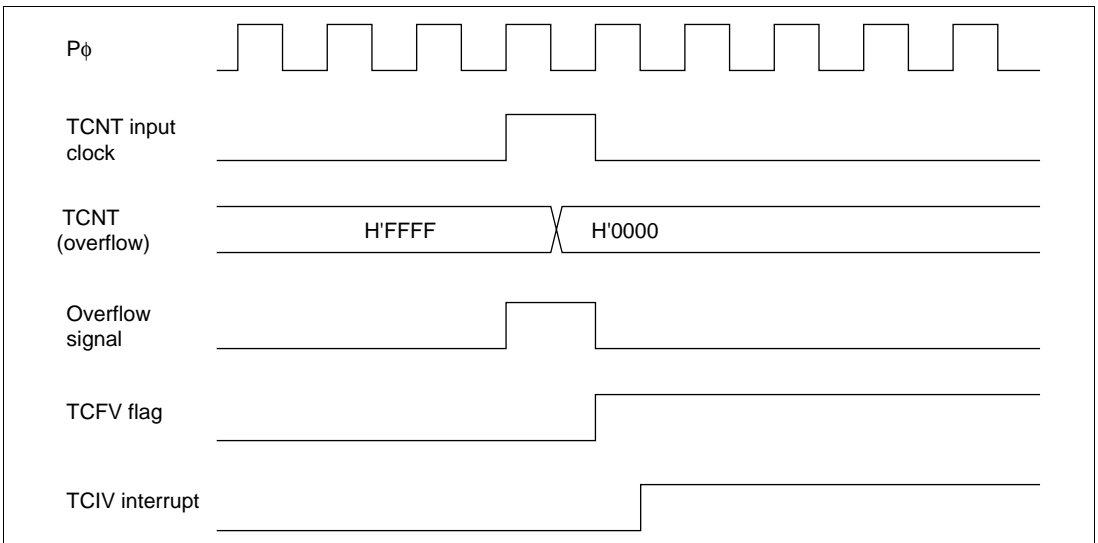 Pϕ
TCNT input
clock
TCNT
(overflow)
H'FFFF
H'0000
Overflow
signal
TCFV flag
TCIV interrupt